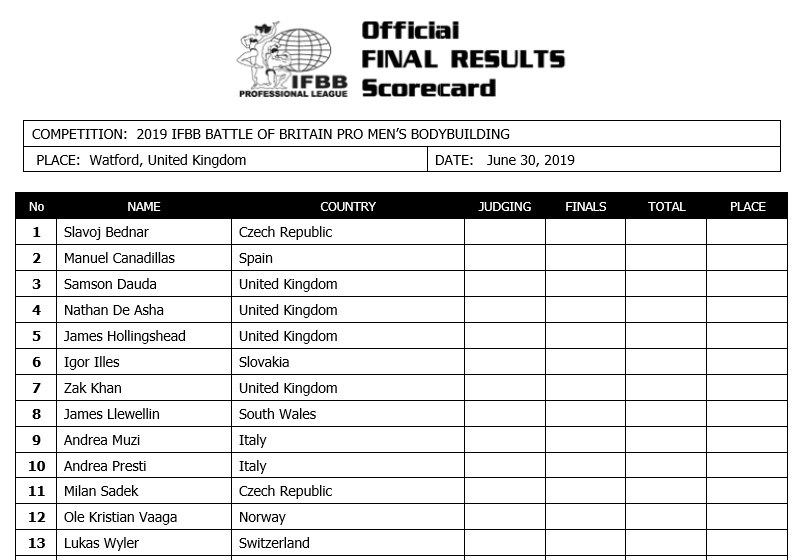 Official
FINAL RESULTS
Scorecard
IFBB
PROFESSIONAL LEAGUE
COMPETITION: 2019 IFBB BATTLE OF BRITAIN PRO MEN'S BODYBUILDING
PLACE: Watford, United Kingdom DATE: June 30, 2019
No NAME COUNTRY JUDGING FINALS TOTAL PLACE
1 Slavoj Bednar Czech Republic
2 Manuel Canadillas Spain
3 Samson Dauda United Kingdom
4 Nathan De Asha United Kingdom
5 James Hollingshead United Kingdom
6 Igor Illes Slovakia
7 Zak Khan United Kingdom
8 James Llewellin South Wales
9 Andrea Muzi Italy
10 Andrea Presti Italy
11 Milan Sadek Czech Republic
12 Ole Kristian Vaaga Norway
13 Lukas Wyler Switzerland